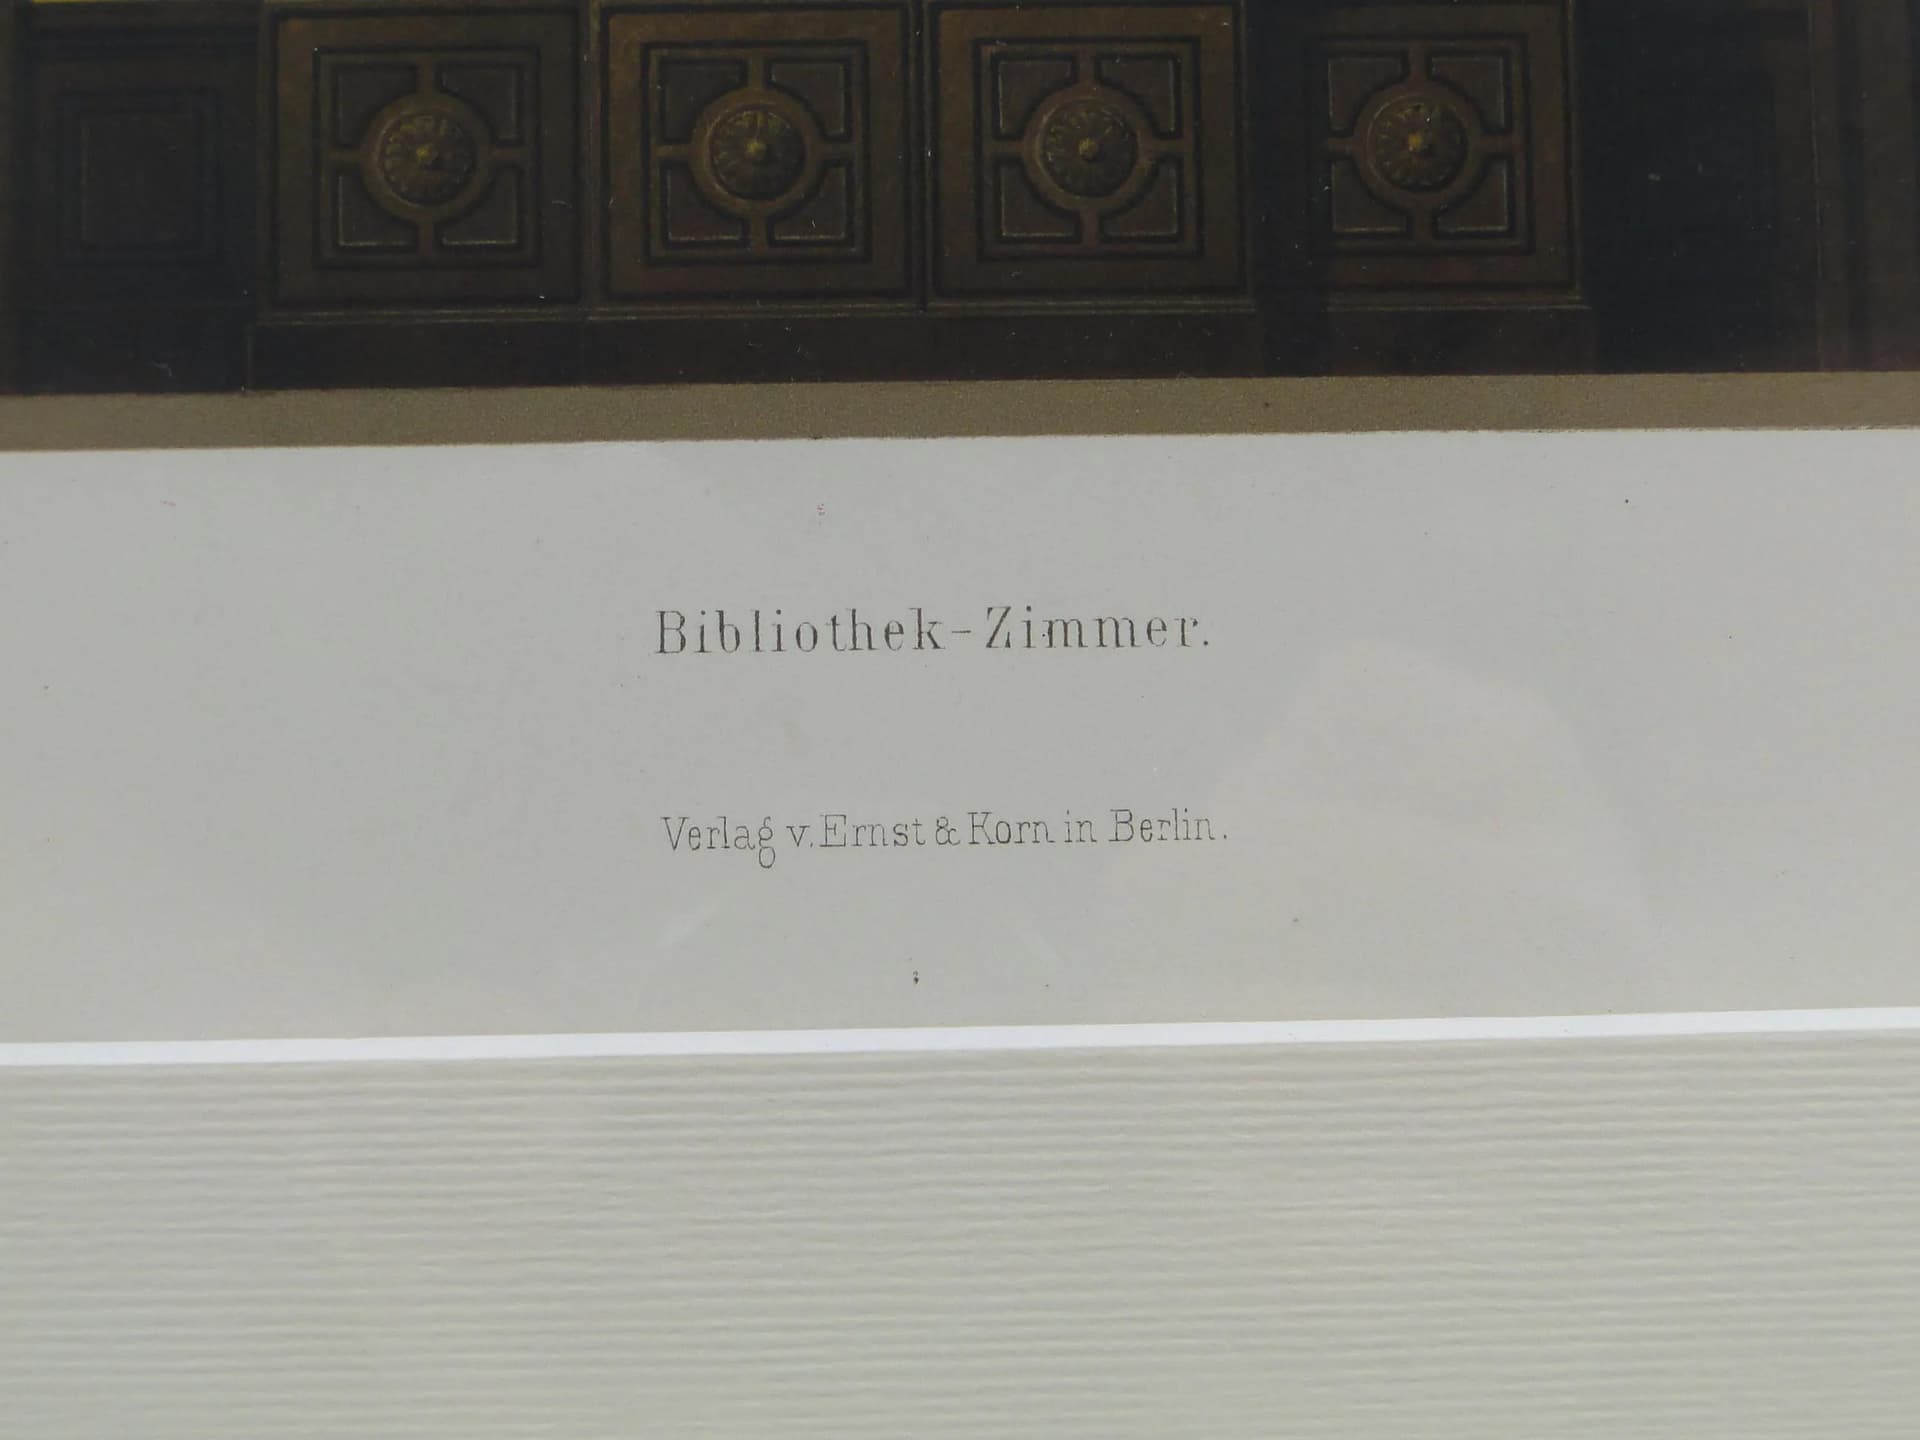 Bibliothek-Zimmer.
Verlag v. Ernst & Korn in Berlin.